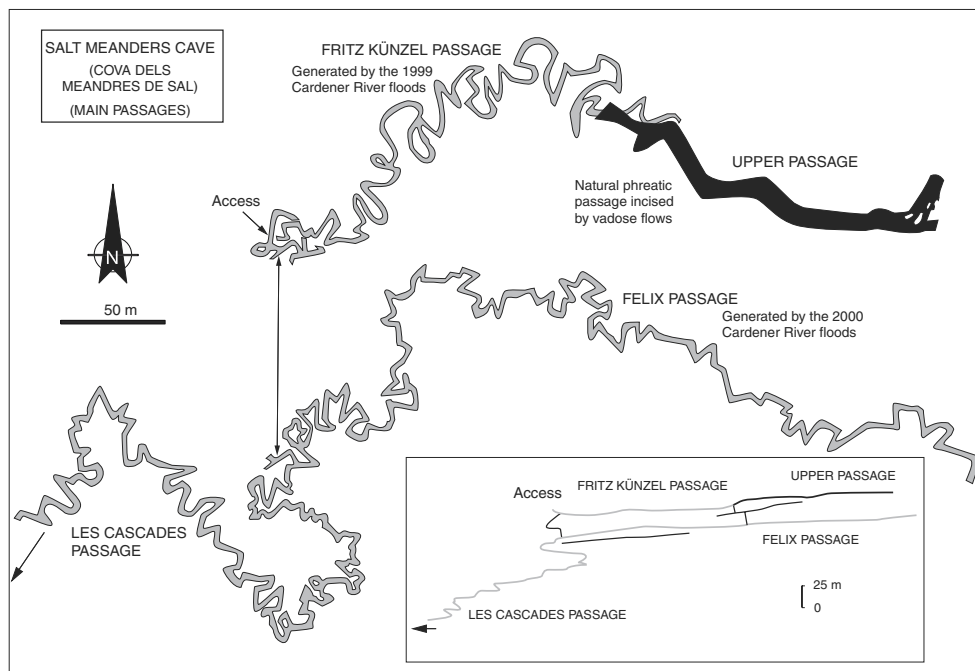 SALT MEANDERS CAVE
(COVA DELS
MEANDRES DE SAL)
(MAIN PASSAGES)
FRITZ KÜNZEL PASSAGE
Generated by the 1999
Cardener River floods
UPPER PASSAGE
Natural phreatic
passage incised
by vadose flows
Access
N
50 m
FELIX PASSAGE
Generated by the 2000
Cardener River floods
LES CASCADES
PASSAGE
Access
FRITZ KÜNZEL PASSAGE
UPPER PASSAGE
FELIX PASSAGE
25 m
0
LES CASCADES PASSAGE